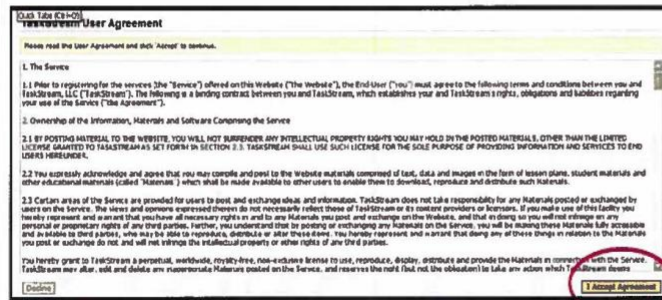 Quick Tabs (Ctrl+Q)
TaskStream User Agreement
Please read the User Agreement and click 'Accept' to continue.
1. The Service
1.1 Prior to registering for the services (the "Service") offered on this Website ("the Website"), the End-User ("you") must agree to the following terms and conditions between you and
TaskStream, LLC ("TaskStream"). The following is a binding contract between you and TaskStream, which establishes your and TaskStream's rights, obligations and liabilities regarding
your use of the Service ("the Agreement").
2. Ownership of the Information, Materials and Software Comprising the Service
2.1 BY POSTING MATERIAL TO THE WEBSITE, YOU WILL NOT SURRENDER ANY INTELLECTUAL PROPERTY RIGHTS YOU MAY HOLD IN THE POSTED MATERIALS, OTHER THAN THE LIMITED
LICENSE GRANTED TO TASKSTREAM AS SET FORTH IN SECTION 2.3. TASKSTREAM SHALL USE SUCH LICENSE FOR THE SOLE PURPOSE OF PROVIDING INFORMATION AND SERVICES TO END
USERS HEREUNDER.
2.2 You expressly acknowledge and agree that you may compile and post to the Website materials comprised of text, data and images in the form of lesson plans, student materials and
other educational materials (called "Materials") which shall be made available to other users to enable them to download, reproduce and distribute such Materials.
2.3 Certain areas of the Service are provided for users to post and exchange ideas and information. TaskStream does not take responsibility for any Materials posted or exchanged by
users on the Service. The views and opinions expressed therein do not necessarily reflect those of TaskStream or its content providers or licensors. If you make use of this facility you
hereby represent and warrant that you have all necessary rights in and to any Materials you post and exchange on the Website, and that in doing so you will not infringe on any
personal or proprietary rights of any third parties. Further, you understand that by posting or exchanging any Materials on the Service, you will be making these Materials fully accessible
and available to third parties, who may be able to reproduce, distribute or alter these items. You hereby represent and warrant that doing any of these things in relation to the Materials
you post or exchange do not and will not infringe the intellectual property or other rights of any third parties.
You hereby grant to TaskStream a perpetual, worldwide, royalty-free, non-exclusive license to use, reproduce, display, distribute and provide the Materials in connection with the Service.
TaskStream may alter, edit and delete any inappropriate Materials posted on the Service, and reserves the right (but not the obligation) to take any action which TaskStream deems
Decline
I Accept Agreement